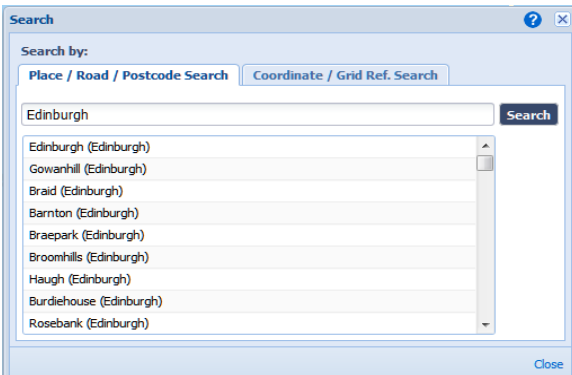 Search
Search by:
Place / Road / Postcode Search
Coordinate / Grid Ref. Search
Edinburgh
Search
Edinburgh (Edinburgh)
Gowanhill (Edinburgh)
Braid (Edinburgh)
Barnton (Edinburgh)
Braepark (Edinburgh)
Broomhills (Edinburgh)
Haugh (Edinburgh)
Burdiehouse (Edinburgh)
Rosebank (Edinburgh)
Close